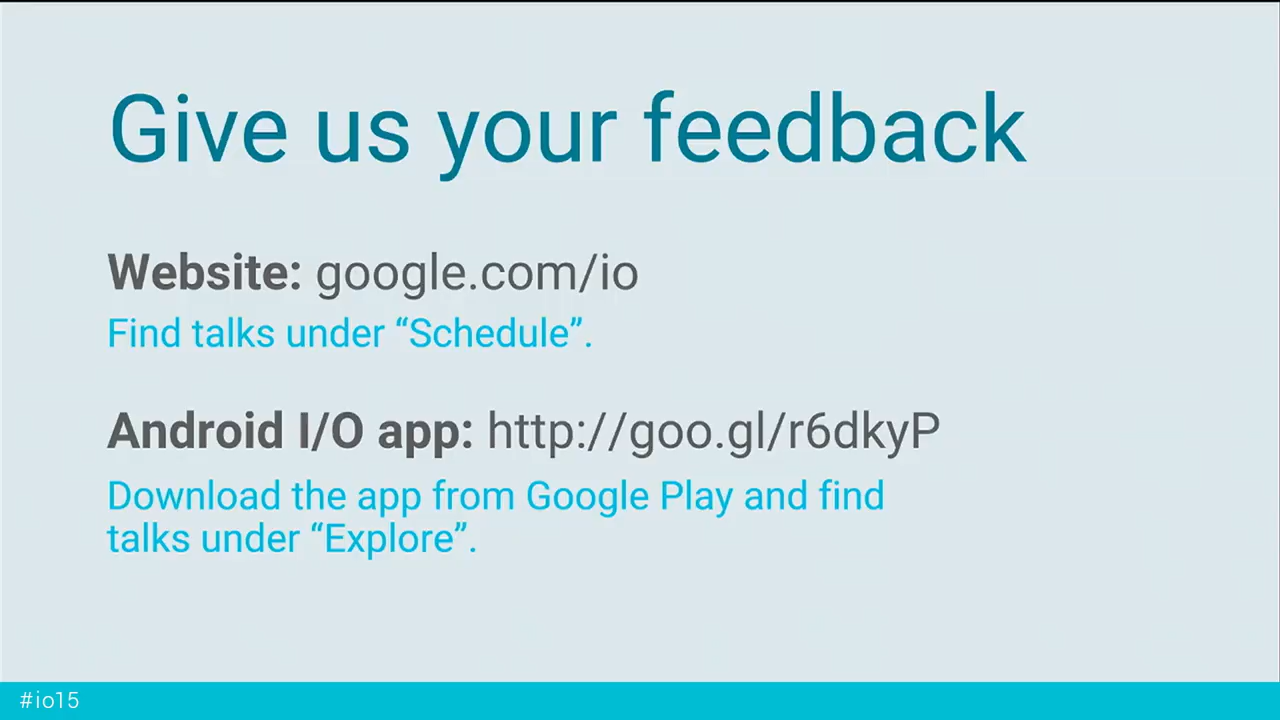 Give us your feedback
Website: google.com/io
Find talks under “Schedule”.
Android I/O app: http://goo.gl/r6dkyP
Download the app from Google Play and find
talks under “Explore”.
#io15